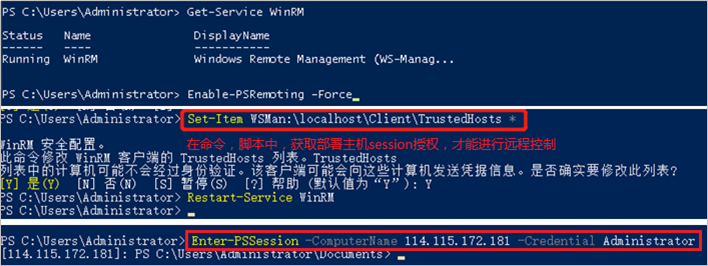 PS C:\Users\Administrator> Get-Service WinRM
Status   Name               DisplayName
------   ----               -----------
Running  WinRM              Windows Remote Management (WS-Manag...
PS C:\Users\Administrator> Enable-PSRemoting -Force
PS C:\Users\Administrator> Set-Item WSMan:\localhost\Client\TrustedHosts *
WinRM 安全配置。
在命令，脚本中，获取部署主机session授权，才能进行远程控制
此命令修改 WinRM 客户端的 TrustedHosts 列表。TrustedHosts
列表中的计算机可能不会经过身份验证。该客户端可能会向这些计算机发送凭据信息。是否确实要修改此列表?
[Y] 是(Y)  [N] 否(N)  [S] 暂停(S)  [?] 帮助 (默认值为“Y”): Y
PS C:\Users\Administrator> Restart-Service WinRM
PS C:\Users\Administrator>
PS C:\Users\Administrator> Enter-PSSession -ComputerName 114.115.172.181 -Credential Administrator
[114.115.172.181]: PS C:\Users\Administrator\Documents>